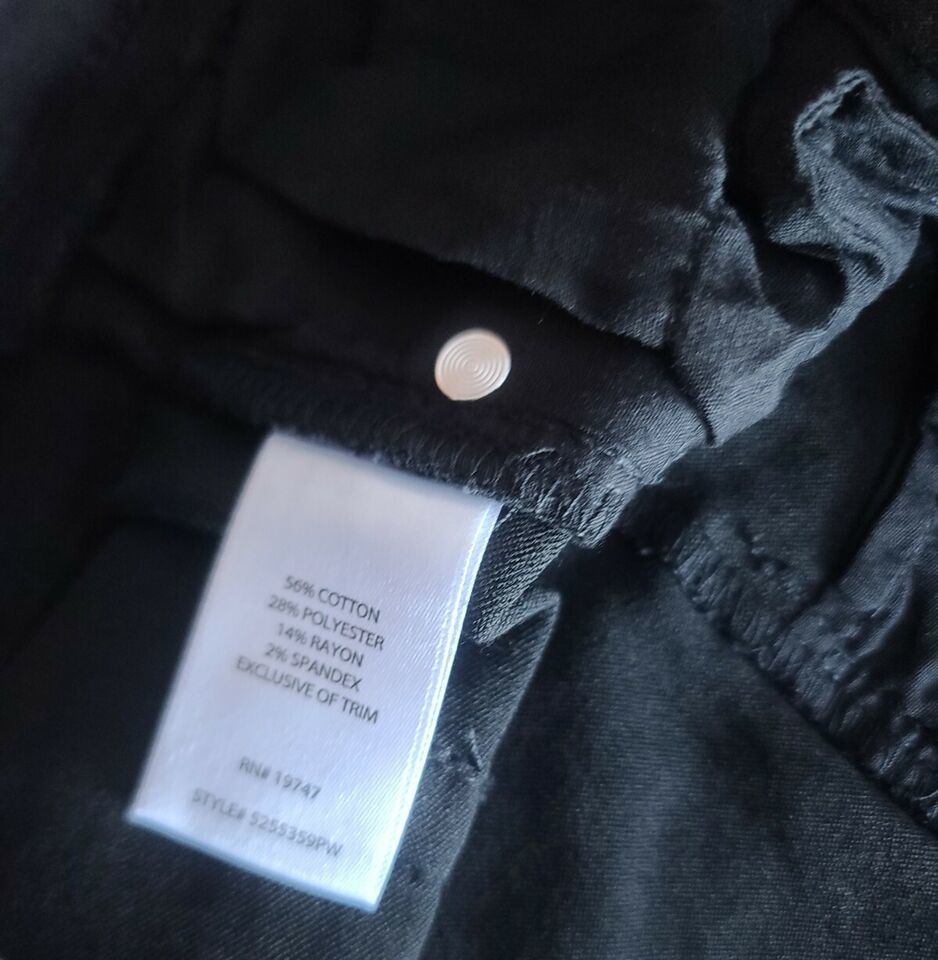 56% COTTON
28% POLYESTER
14% RAYON
2% SPANDEX
EXCLUSIVE OF TRIM
RN# 19747
STYLE# 5255359PW